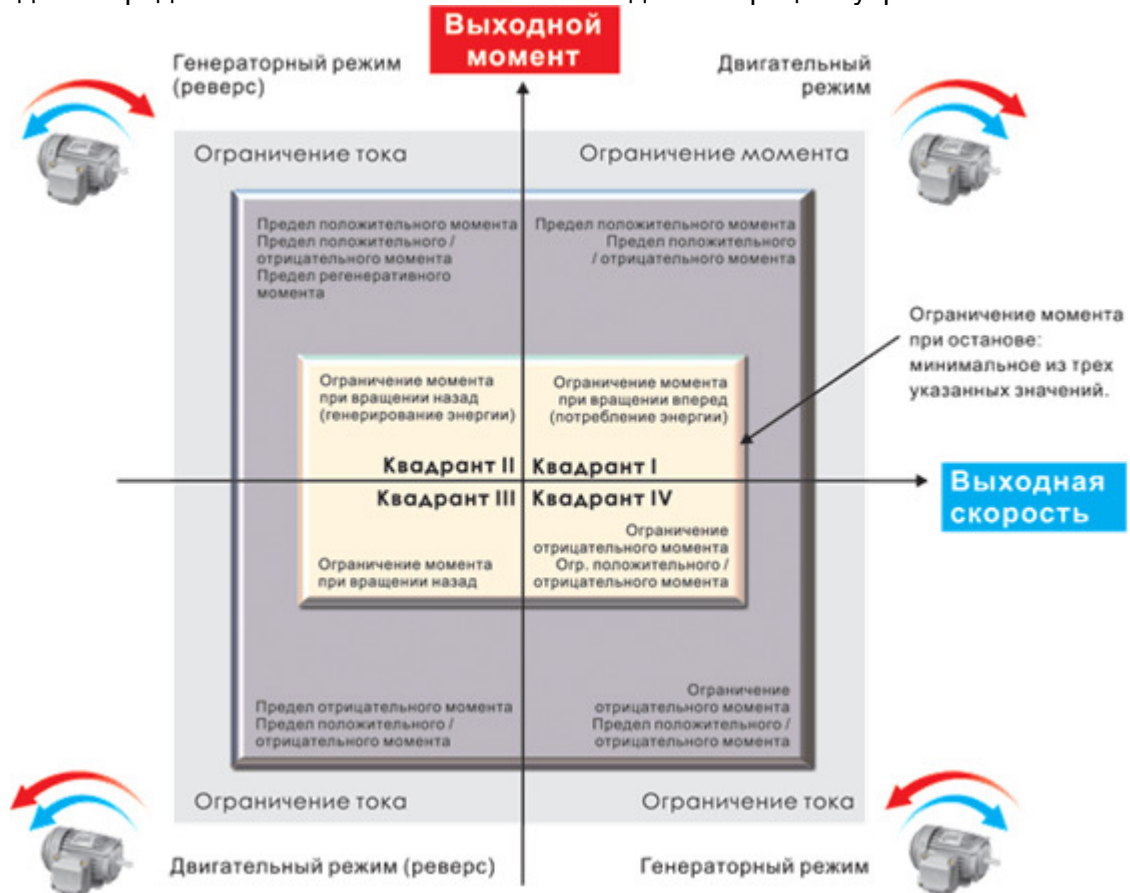 Выходной
момент
Генераторный режим
(реверс)
Двигательный
режим
Ограничение тока
Ограничение момента
Предел положительного момента
Предел положительного /
отрицательного момента
Предел регенеративного
момента
Предел положительного момента
Предел положительного
/ отрицательного момента
Ограничение момента
при останове:
минимальное из трех
указанных значений.
Ограничение момента
при вращении назад
(генерирование энергии)
Ограничение момента
при вращении вперед
(потребление энергии)
Квадрант II
Квадрант I
Выходная
скорость
Квадрант III
Квадрант IV
Ограничение момента
при вращении назад
Ограничение
отрицательного момента
Огр. положительного /
отрицательного момента
Предел отрицательного момента
Предел положительного /
отрицательного момента
Ограничение
отрицательного момента
Предел положительного /
отрицательного момента
Ограничение тока
Ограничение тока
Двигательный режим (реверс)
Генераторный режим